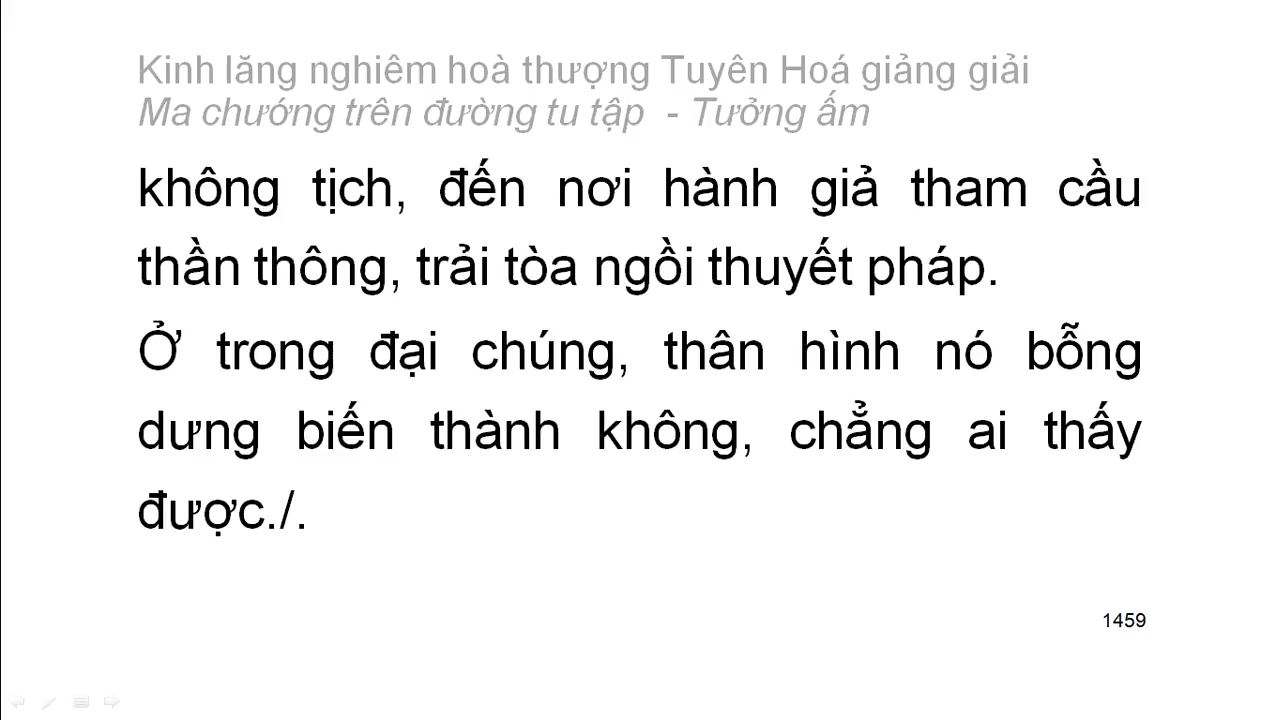 Kinh lăng nghiêm hoà thượng Tuyên Hoá giảng giải
Ma chướng trên đường tu tập - Tưởng ấm
không tịch, đến nơi hành giả tham cầu
thần thông, trải tòa ngồi thuyết pháp.
Ở trong đại chúng, thân hình nó bỗng
dưng biến thành không, chẳng ai thấy
được./.
1459